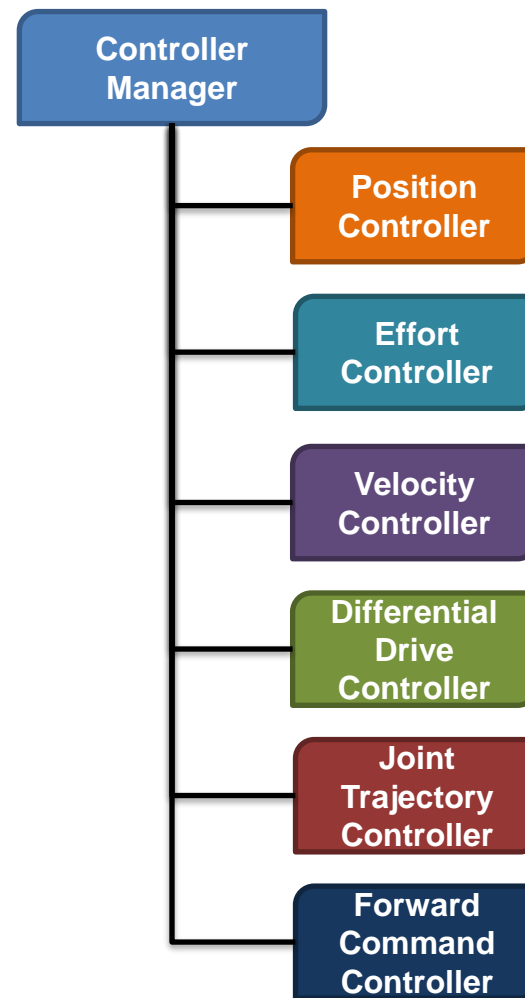 Controller
Manager
Position
Controller
Effort
Controller
Velocity
Controller
Differential
Drive
Controller
Joint
Trajectory
Controller
Forward
Command
Controller